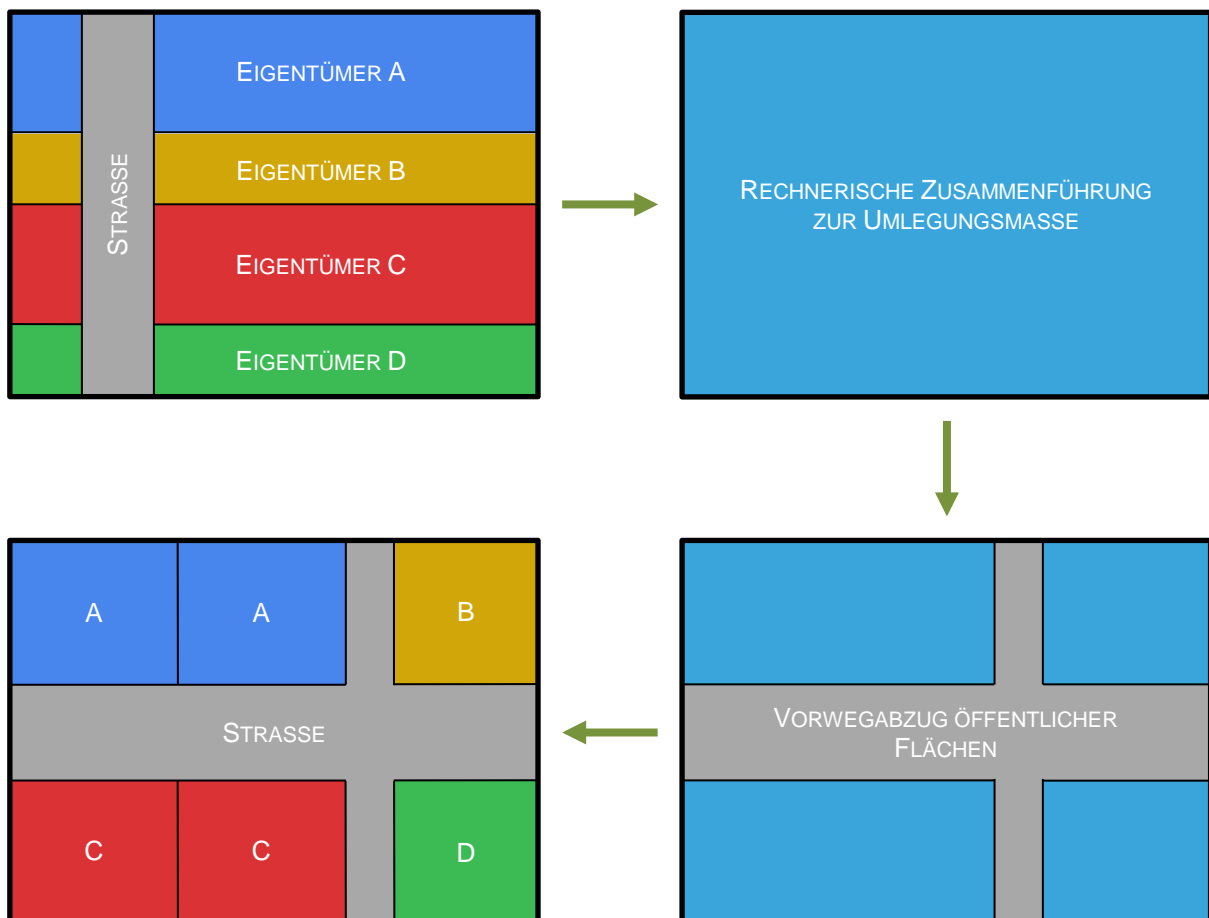 EIGENTÜMER A
EIGENTÜMER B
STRASSE
EIGENTÜMER C
EIGENTÜMER D
RECHNERISCHE ZUSAMMENFÜHRUNG
ZUR UMLEGUNGSMASSE
A
A
B
STRASSE
C
C
D
VORWEGABZUG ÖFFENTLICHER
FLÄCHEN